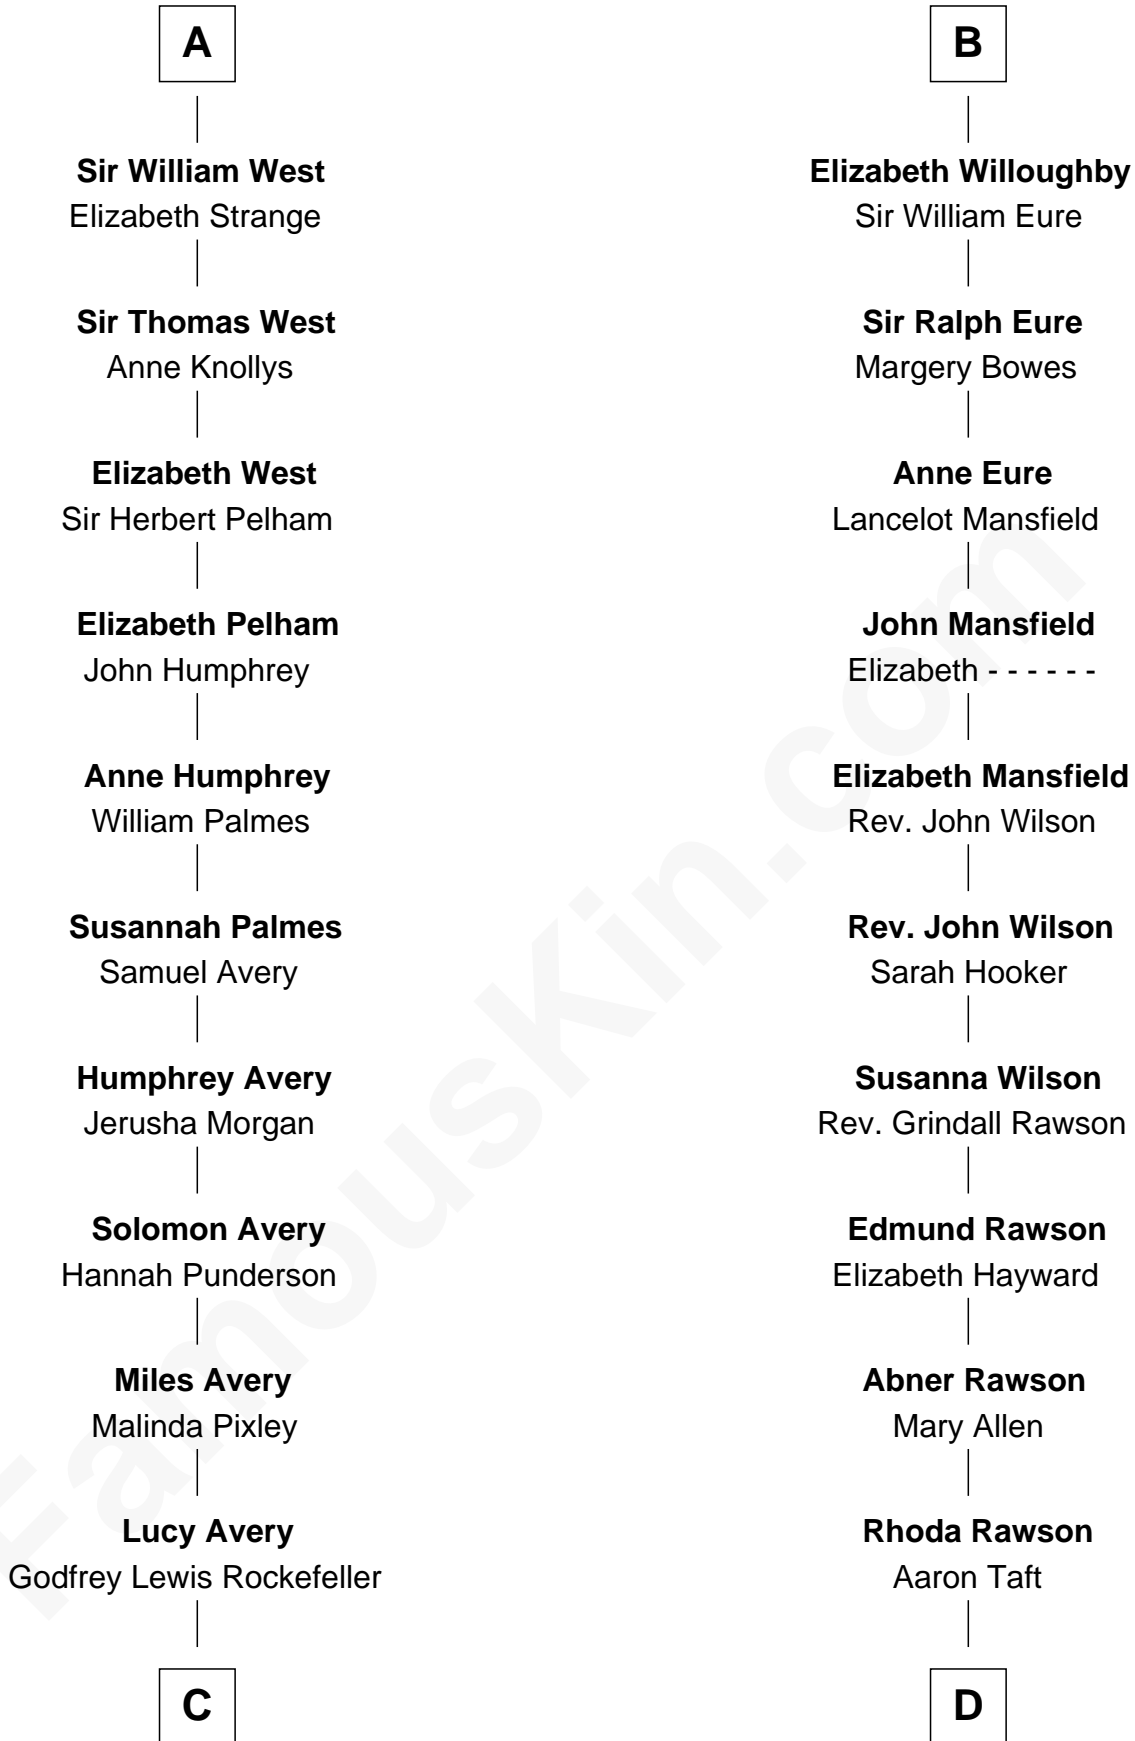 A
Sir William West
Elizabeth Strange
Sir Thomas West
Anne Knollys
Elizabeth West
Sir Herbert Pelham
Elizabeth Pelham
John Humphrey
Anne Humphrey
William Palmes
Susannah Palmes
Samuel Avery
Humphrey Avery
Jerusha Morgan
Solomon Avery
Hannah Punderson
Miles Avery
Malinda Pixley
Lucy Avery
Godfrey Lewis Rockefeller
C
B
Elizabeth Willoughby
Sir William Eure
Sir Ralph Eure
Margery Bowes
Anne Eure
Lancelot Mansfield
John Mansfield
Elizabeth - - - - - -
Elizabeth Mansfield
Rev. John Wilson
Rev. John Wilson
Sarah Hooker
Susanna Wilson
Rev. Grindall Rawson
Edmund Rawson
Elizabeth Hayward
Abner Rawson
Mary Allen
Rhoda Rawson
Aaron Taft
D
FamousKin.com